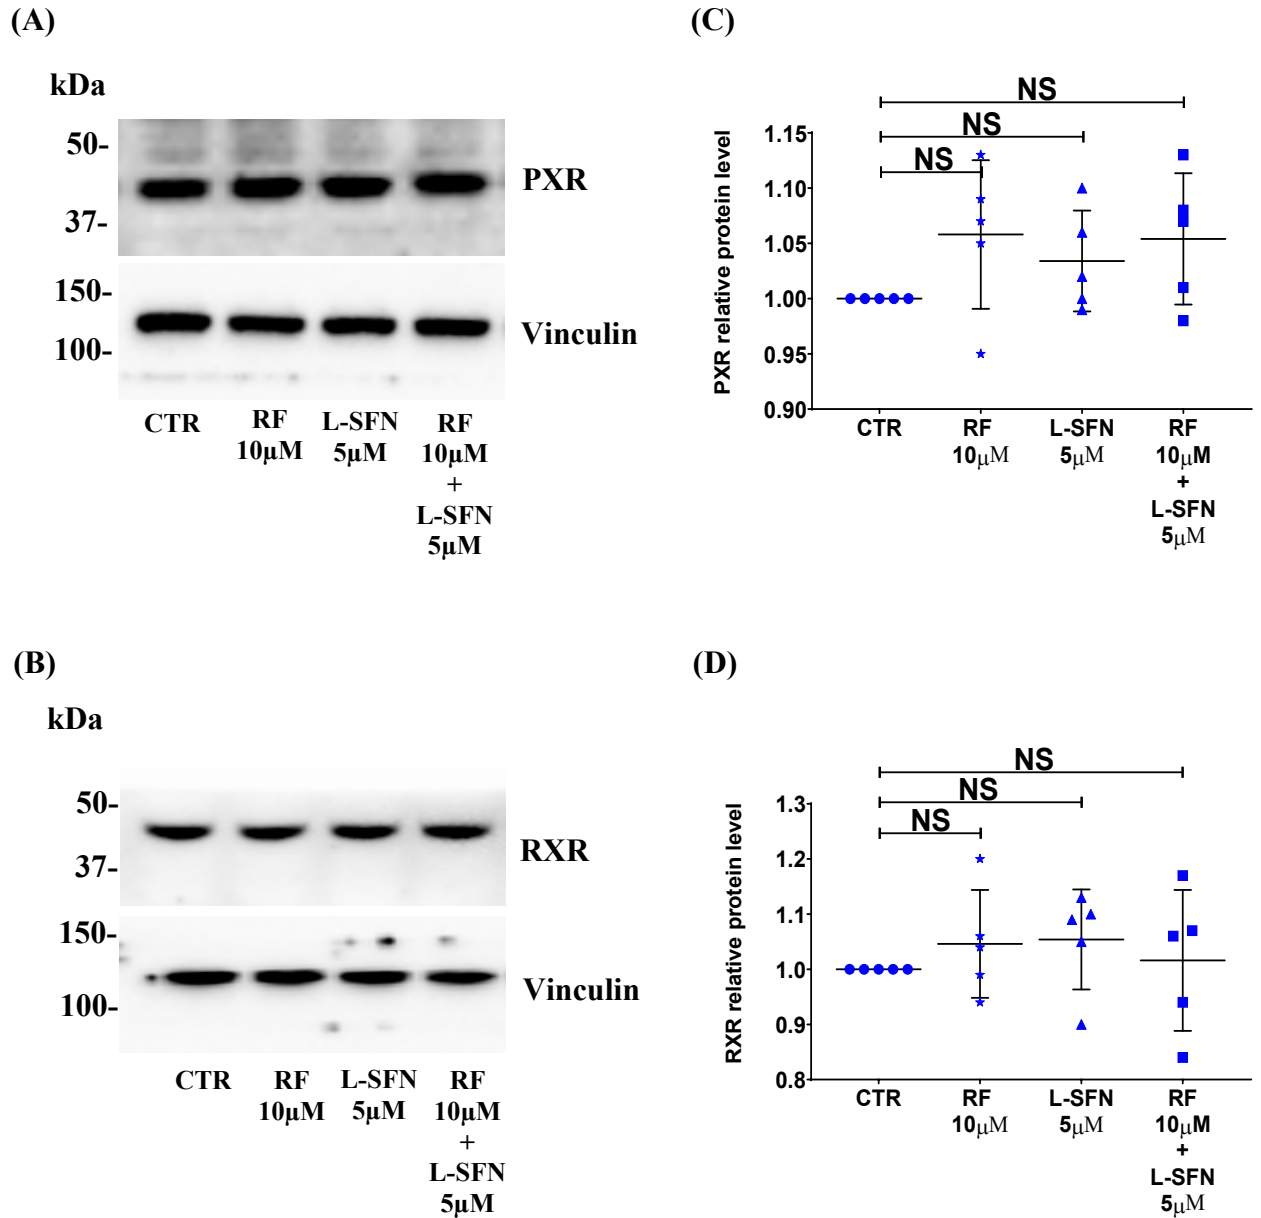 (A)
kDa
50-
37-
PXR
150-
100-
Vinculin
CTR
RF
10µM
L-SFN
5µM
RF
10µM
+
L-SFN
5µM
(C)
PXR relative protein level
NS
NS
NS
1.15
1.10
1.05
1.00
0.95
0.90
CTR
RF
10µM
L-SFN
5µM
RF
10µM
+
L-SFN
5µM
(B)
kDa
50-
37-
RXR
150-
100-
Vinculin
CTR
RF
10µM
L-SFN
5µM
RF
10µM
+
L-SFN
5µM
(D)
RXR relative protein level
NS
NS
NS
1.3
1.2
1.1
1.0
0.9
0.8
CTR
RF
10µM
L-SFN
5µM
RF
10µM
+
L-SFN
5µM